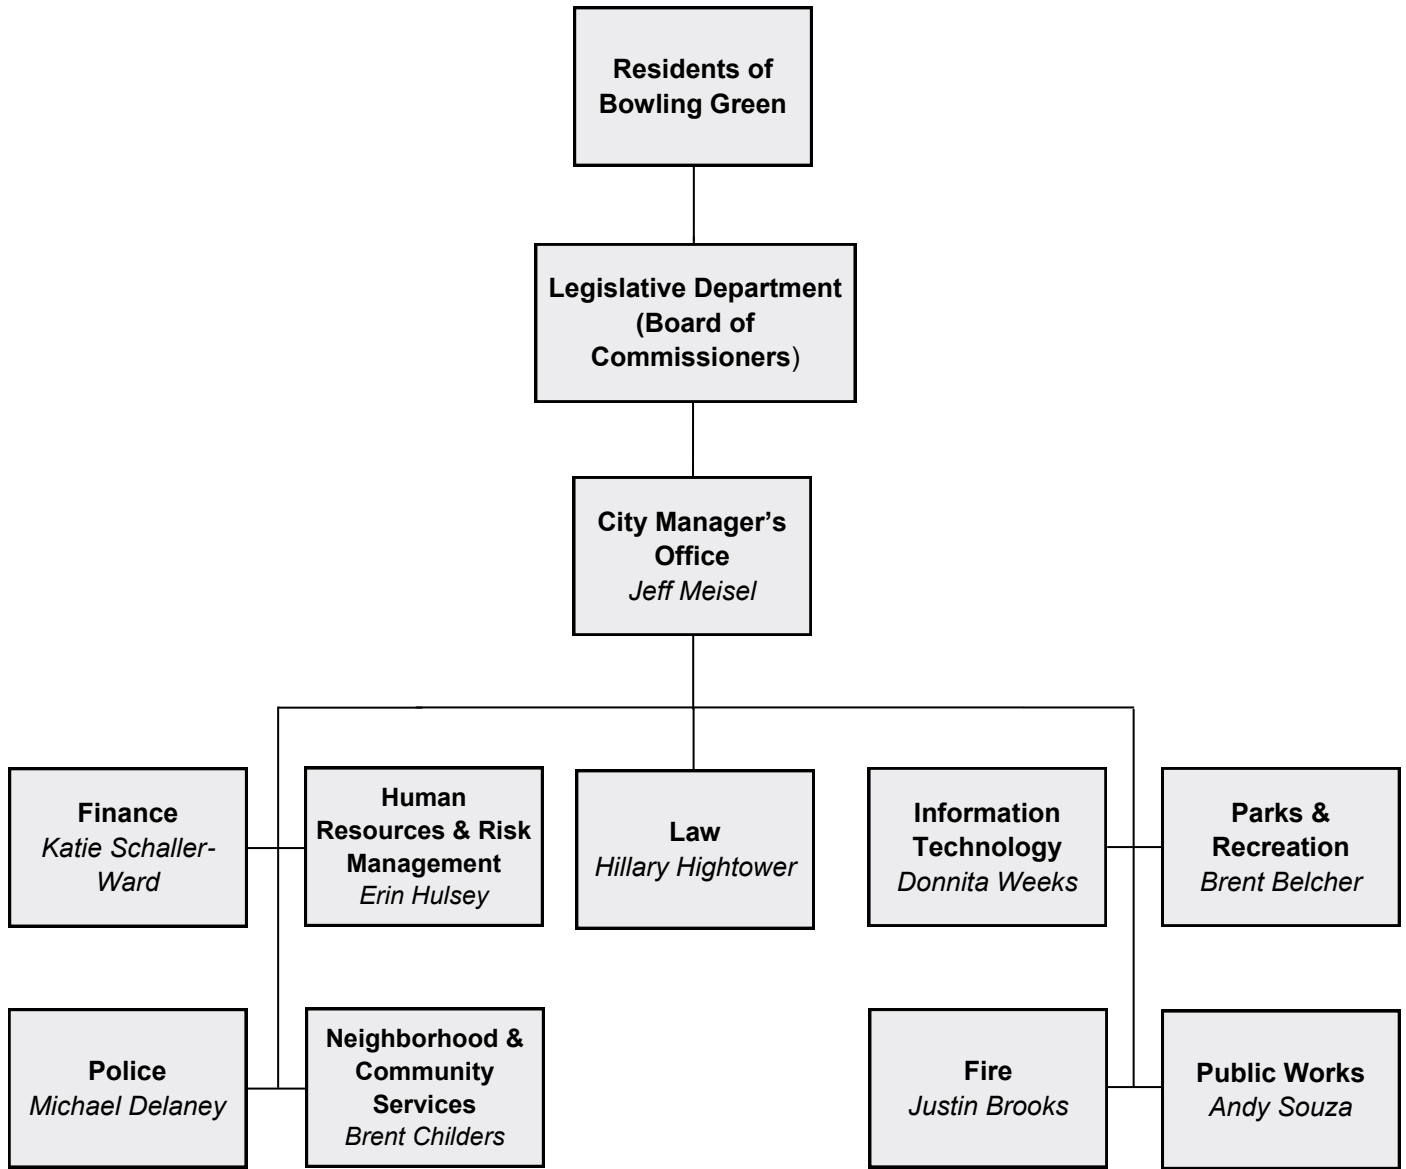 Residents of
Bowling Green
Legislative Department
(Board of
Commissioners)
City Manager’s
Office
Jeff Meisel
Finance
Katie Schaller-
Ward
Human
Resources & Risk
Management
Erin Hulsey
Law
Hillary Hightower
Information
Technology
Donnita Weeks
Parks &
Recreation
Brent Belcher
Police
Michael Delaney
Neighborhood &
Community
Services
Brent Childers
Fire
Justin Brooks
Public Works
Andy Souza